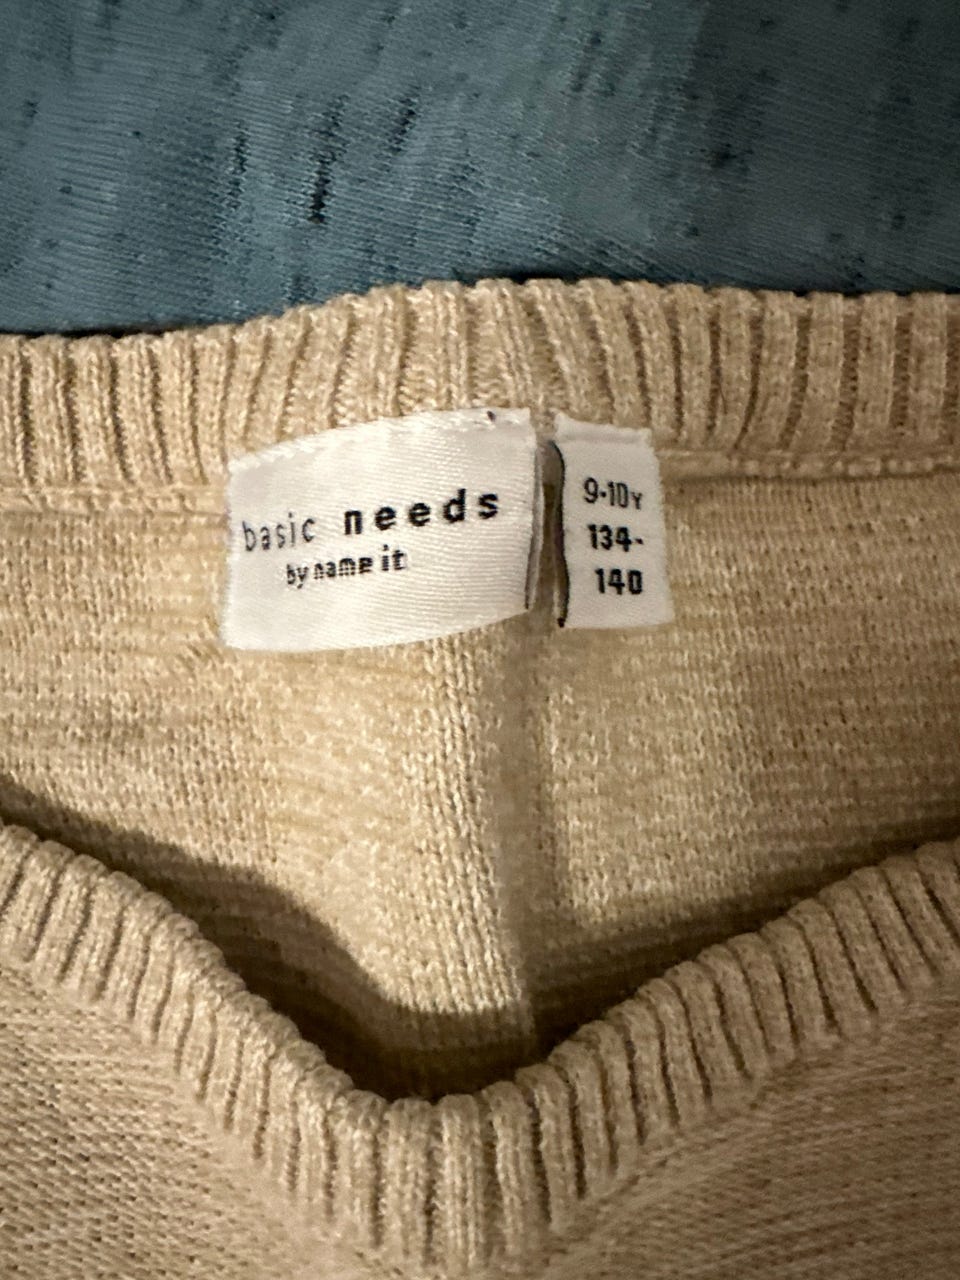 basic needs
by name it
9-10Y
134-
140